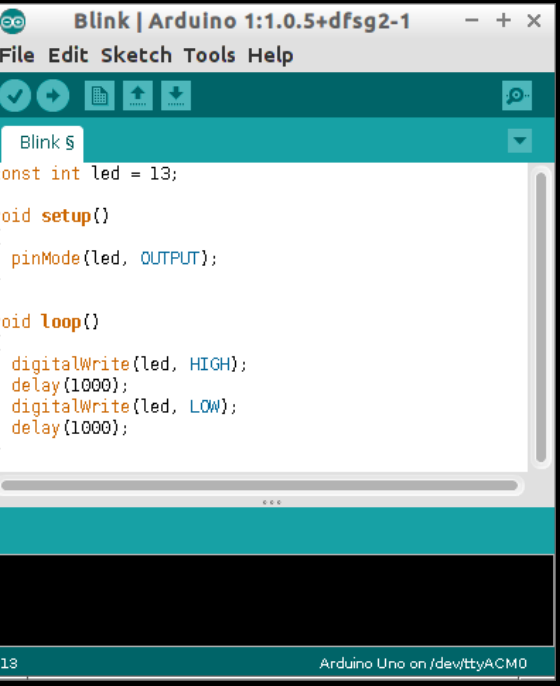 Blink | Arduino 1:1.0.5+dfsg2-1
File Edit Sketch Tools Help
Blink §
onst int led = 13;
oid setup()
pinMode(led, OUTPUT);
oid loop()
digitalWrite(led, HIGH);
delay(1000);
digitalWrite(led, LOW);
delay(1000);
13
Arduino Uno on /dev/ttyACM0